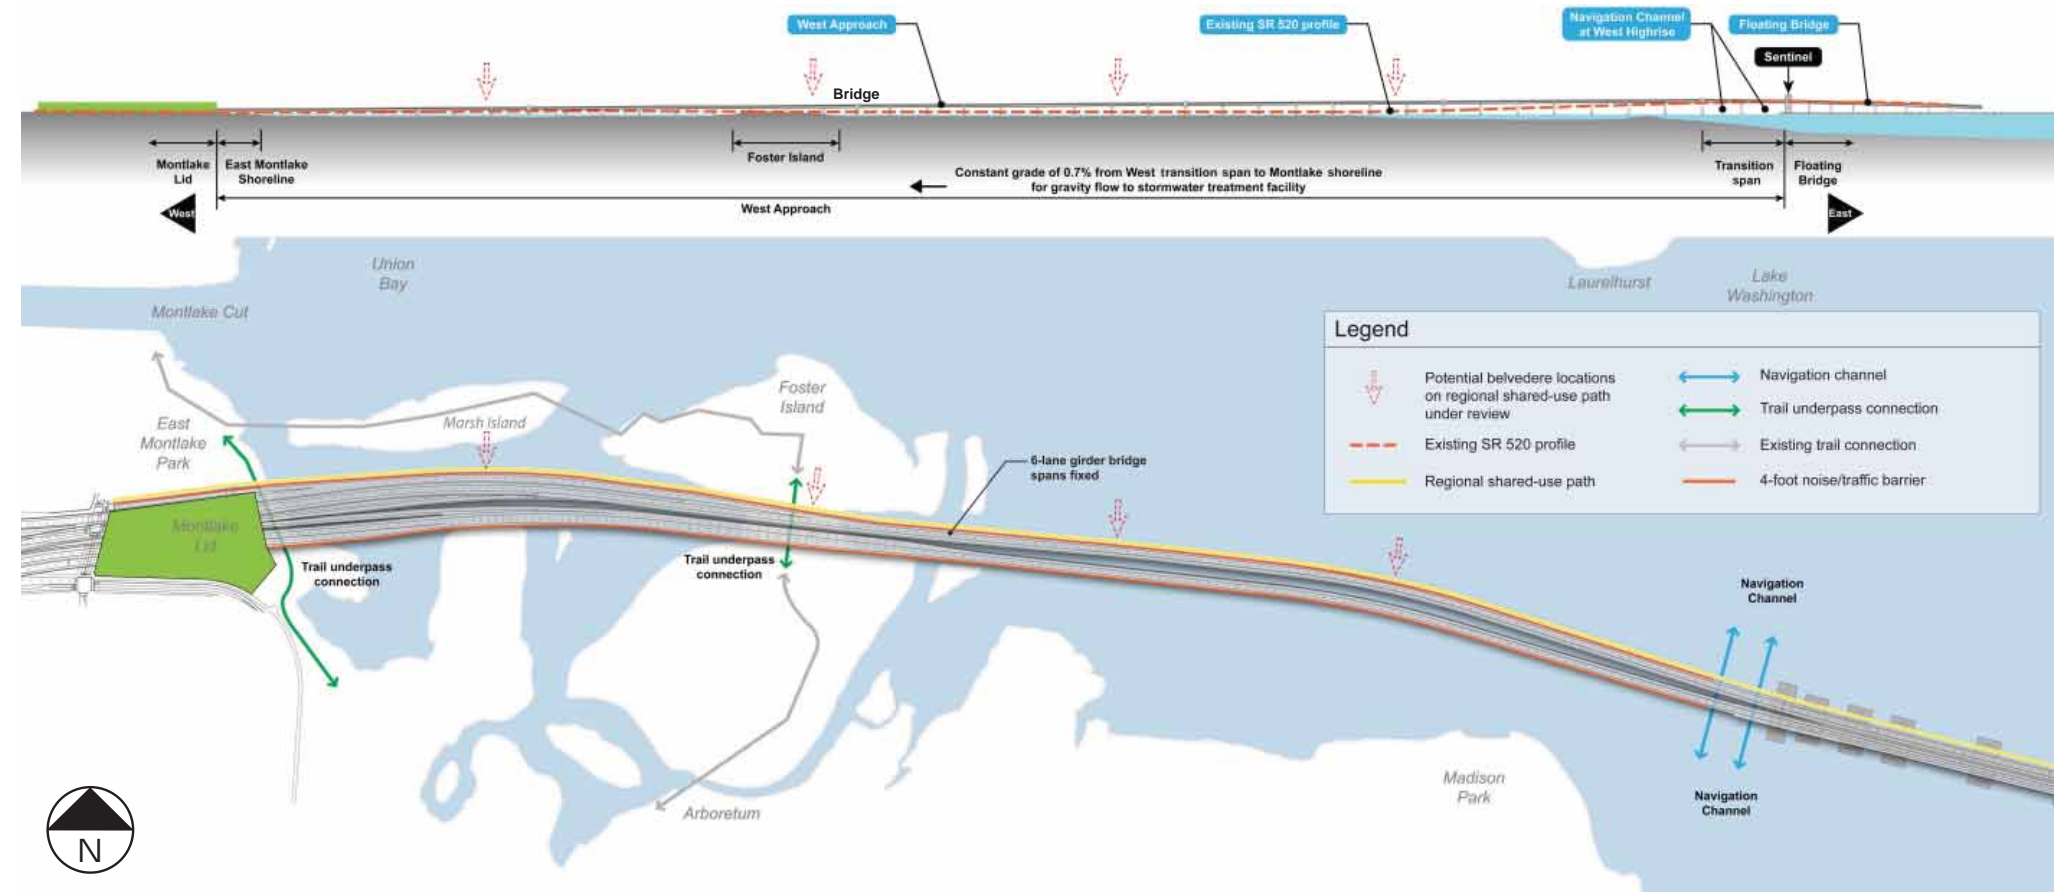 West Approach
Existing SR 520 profile
Navigation Channel
at West Highrise
Floating Bridge
Sentinel
Bridge
Montlake
Lid
East Montlake
Shoreline
Foster Island
Constant grade of 0.7% from West transition span to Montlake shoreline
for gravity flow to stormwater treatment facility
Transition
span
Floating
Bridge
West
West Approach
East
Union
Bay
Montlake Cut
Laurelhurst
Lake
Washington
Legend
Potential belvedere locations
on regional shared-use path
under review
Existing SR 520 profile
Regional shared-use path
Navigation channel
Trail underpass connection
Existing trail connection
4-foot noise/traffic barrier
Foster
Island
Marsh Island
East
Montlake
Park
6-lane girder bridge
spans fixed
Montlake
Lid
Trail underpass
connection
Trail underpass
connection
Navigation
Channel
Madison
Park
Navigation
Channel
Arboretum
N